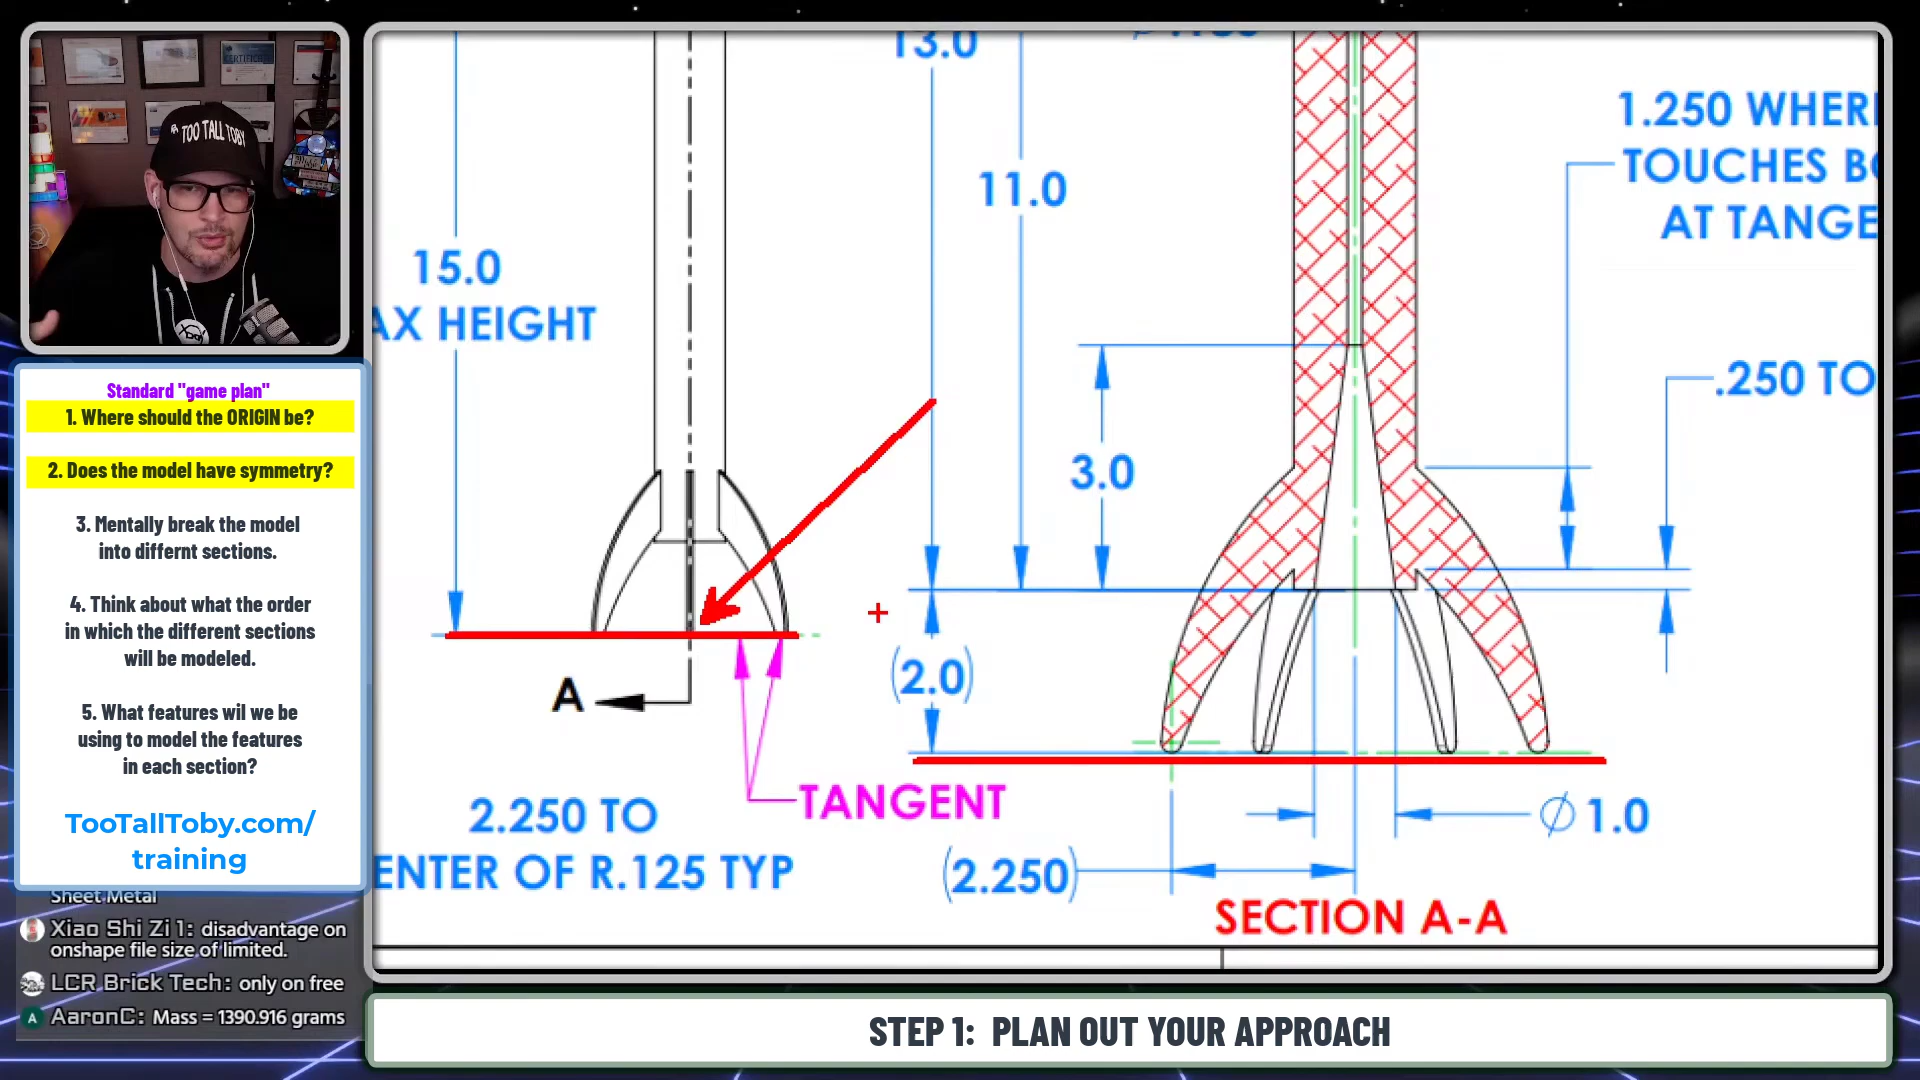 TOO TALL TOBY
Standard "game plan"
1. Where should the ORIGIN be?
2. Does the model have symmetry?
3. Mentally break the model
into differnt sections.
4. Think about what the order
in which the different sections
will be modeled.
5. What features wil we be
using to model the features
in each section?
TooTallToby.com/
training
Sheet Metal
Xiao Shi Zi 1: disadvantage on
onshape file size of limited.
LCR Brick Tech: only on free
A AaronC: Mass = 1390.916 grams
13.0
11.0
15.0
AX HEIGHT
3.0
1.250 WHER
TOUCHES B
AT TANGE
.250 TO
(2.0)
A
TANGENT
2.250 TO
ENTER OF R.125 TYP
(2.250)
Ø 1.0
SECTION A-A
STEP 1: PLAN OUT YOUR APPROACH